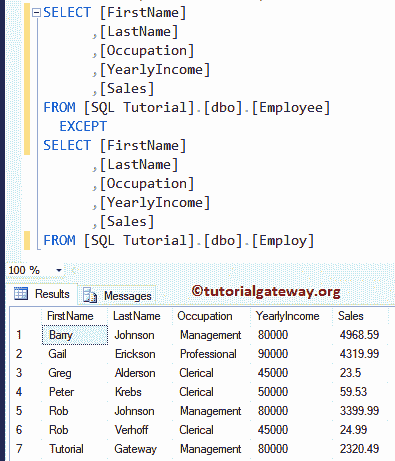 SELECT [FirstName]
,[LastName]
,[Occupation]
,[YearlyIncome]
,[Sales]
FROM [SQL Tutorial].[dbo].[Employee]
EXCEPT
SELECT [FirstName]
,[LastName]
,[Occupation]
,[YearlyIncome]
,[Sales]
FROM [SQL Tutorial].[dbo].[Employ]
100 %
Results Messages ©tutorialgateway.org
FirstName LastName Occupation YearlyIncome Sales
1 Barry Johnson Management 80000 4968.59
2 Gail Erickson Professional 90000 4319.99
3 Greg Alderson Clerical 45000 23.5
4 Peter Krebs Clerical 50000 59.53
5 Rob Johnson Management 80000 3399.99
6 Rob Verhoff Clerical 45000 24.99
7 Tutorial Gateway Management 80000 2320.49